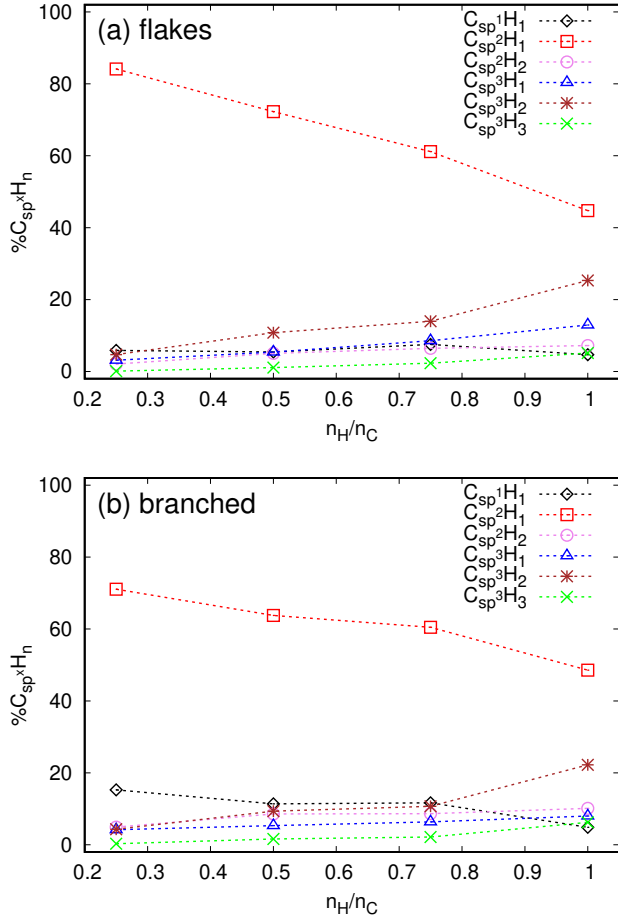 (a) flakes
C_sp¹H₁
C_sp²H₁
C_sp²H₂
C_sp³H₁
C_sp³H₂
C_sp³H₃
100
80
60
40
20
0
%C_spˣH_n
0.2 0.3 0.4 0.5 0.6 0.7 0.8 0.9 1
n_H/n_C
(b) branched
C_sp¹H₁
C_sp²H₁
C_sp²H₂
C_sp³H₁
C_sp³H₂
C_sp³H₃
100
80
60
40
20
0
%C_spˣH_n
0.2 0.3 0.4 0.5 0.6 0.7 0.8 0.9 1
n_H/n_C